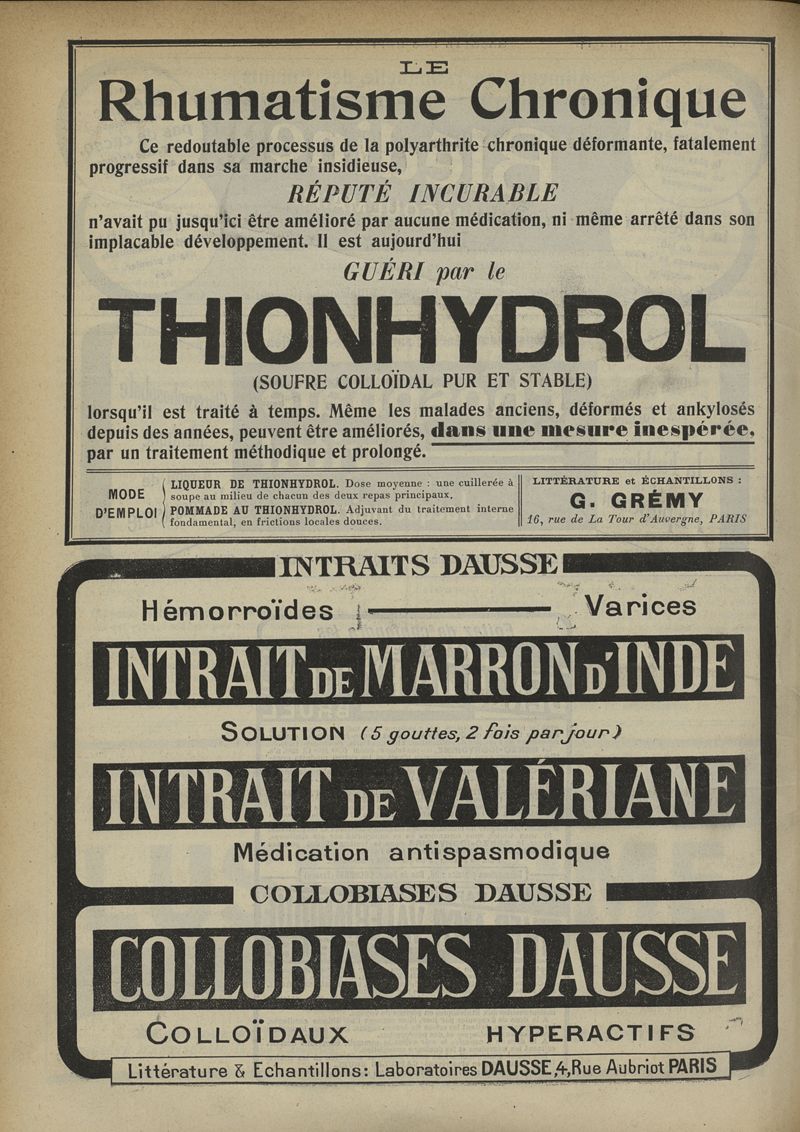 LE
Rhumatisme Chronique
Ce redoutable processus de la polyarthrite chronique déformante, fatalement
progressif dans sa marche insidieuse,
RÉPUTÉ INCURABLE
n'avait pu jusqu'ici être amélioré par aucune médication, ni même arrêté dans son
implacable développement. Il est aujourd'hui
GUÉRI par le
THIONHYDROL
(SOUFRE COLLOÏDAL PUR ET STABLE)
lorsqu'il est traité à temps. Même les malades anciens, déformés et ankylosés
depuis des années, peuvent être améliorés, dans une mesure inespérée,
par un traitement méthodique et prolongé.
MODE
D'EMPLOI
LIQUEUR DE THIONHYDROL. Dose moyenne : une cuillerée à
soupe au milieu de chacun des deux repas principaux.
POMMADE AU THIONHYDROL. Adjuvant du traitement interne
fondamental, en frictions locales douces.
LITTÉRATURE et ÉCHANTILLONS :
G. GRÉMY
16, rue de La Tour d'Auvergne, PARIS
INTRAITS DAUSSE
Hémorroïdes Varices
INTRAIT DE MARRON D'INDE
SOLUTION (5 gouttes, 2 fois par jour)
INTRAIT DE VALÉRIANE
Médication antispasmodique
COLLOBIASES DAUSSE
COLLOBIASES DAUSSE
COLLOÏDAUX HYPERACTIFS
Littérature & Echantillons: Laboratoires DAUSSE,4,Rue Aubriot PARIS